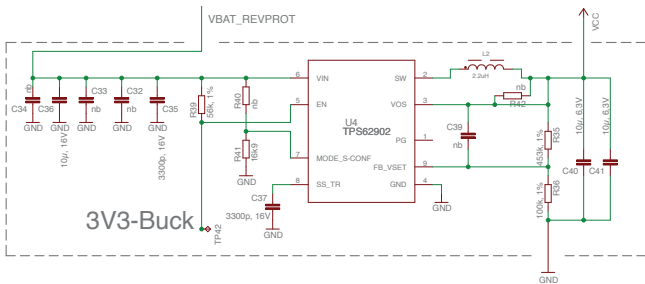 VBAT_REVPROT
VCC
nb
C34
GND
C36
10µ, 16V
GND
C33
nb
GND
C32
nb
GND
C35
3300p, 16V
GND
R39
56k, 1%
R40
nb
R41
16k9
GND
C37
3300p, 16V
GND
TP42
3V3-Buck
U4
TPS62902
6
VIN
5
EN
7
MODE_S-CONF
8
SS_TR
SW
2
VOS
3
PG
1
FB_VSET
9
GND
4
GND
L2
2.2uH
nb
R42
C39
nb
R35
453k, 1%
R36
100k, 1%
10µ, 6.3V
C40
10µ, 6.3V
C41
GND